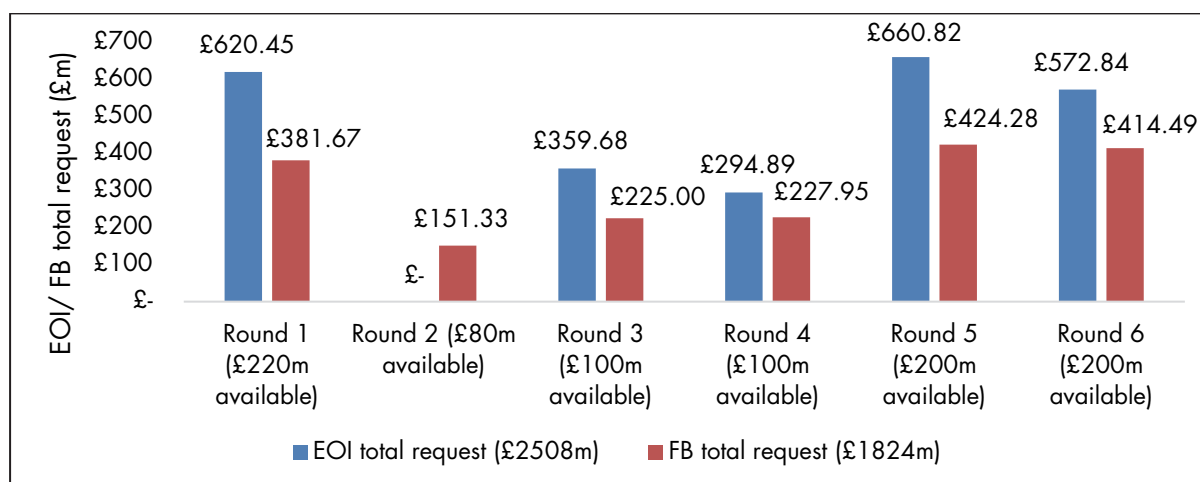 EOI/ FB total request (£m)
£700
£600
£500
£400
£300
£200
£100
£-
£620.45
£381.67
£-
£151.33
£359.68
£225.00
£294.89
£227.95
£660.82
£424.28
£572.84
£414.49
Round 1
(£220m
available)
Round 2 (£80m
available)
Round 3
(£100m
available)
Round 4
(£100m
available)
Round 5
(£200m
available)
Round 6
(£200m
available)
EOI total request (£2508m)
FB total request (£1824m)